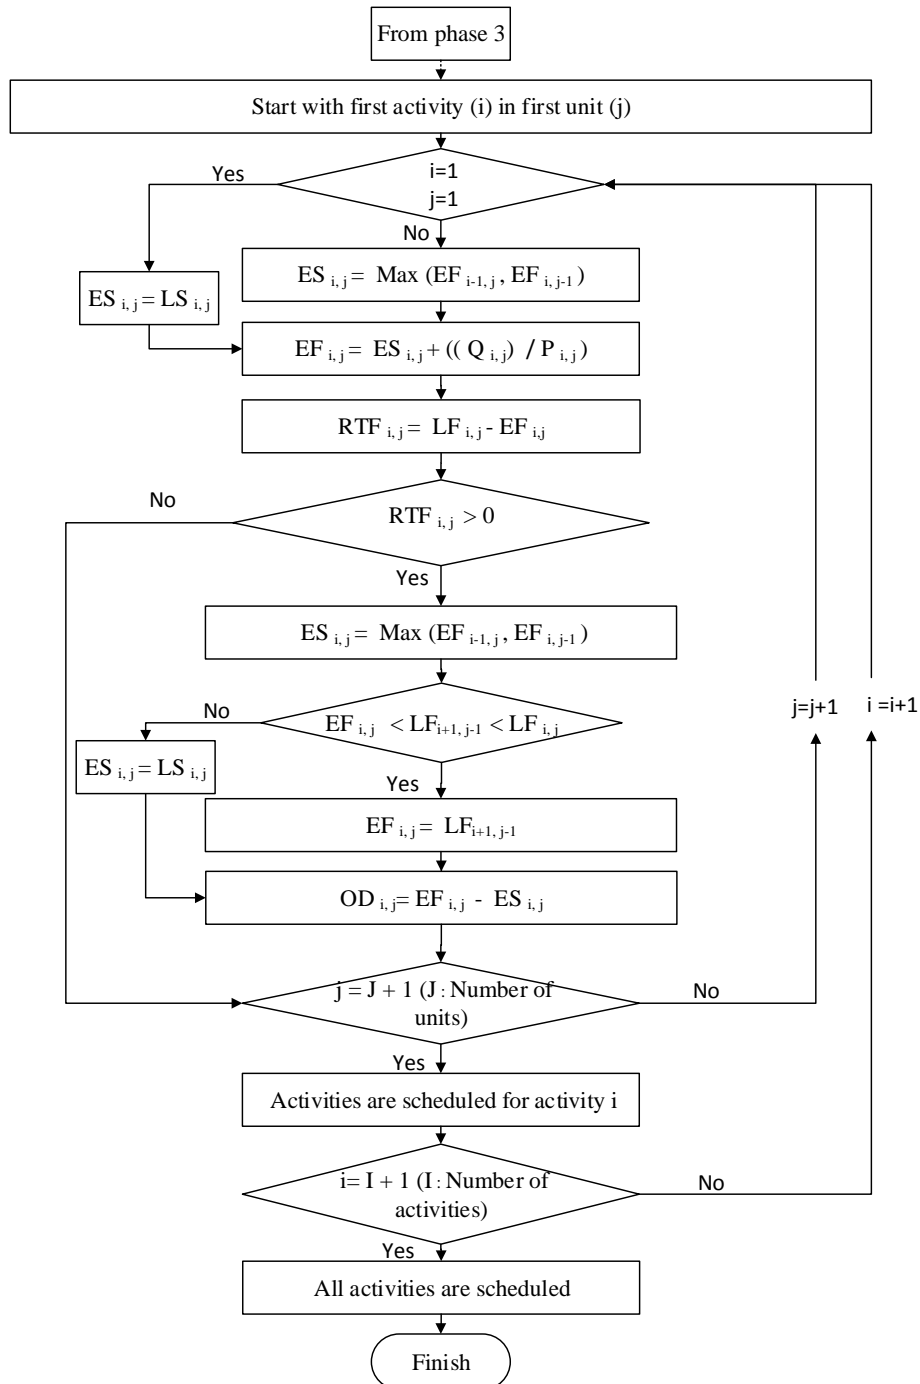 From phase 3
Start with first activity (i) in first unit (j)
Yes
i=1
j=1
No
ES i, j = Max (EF i-1, j , EF i, j-1 )
ES i, j = LS i, j
EF i, j = ES i, j + (( Q i, j) / P i, j )
RTF i, j = LF i, j - EF i,j
No
RTF i, j > 0
Yes
ES i, j = Max (EF i-1, j , EF i, j-1 )
j=j+1
i =i+1
No
EF i, j < LF i+1, j-1 < LF i, j
ES i, j = LS i, j
Yes
EF i, j = LF i+1, j-1
OD i, j= EF i, j - ES i, j
j = J + 1 (J : Number of
units)
No
Yes
Activities are scheduled for activity i
i= I + 1 (I : Number of
activities)
No
Yes
All activities are scheduled
Finish